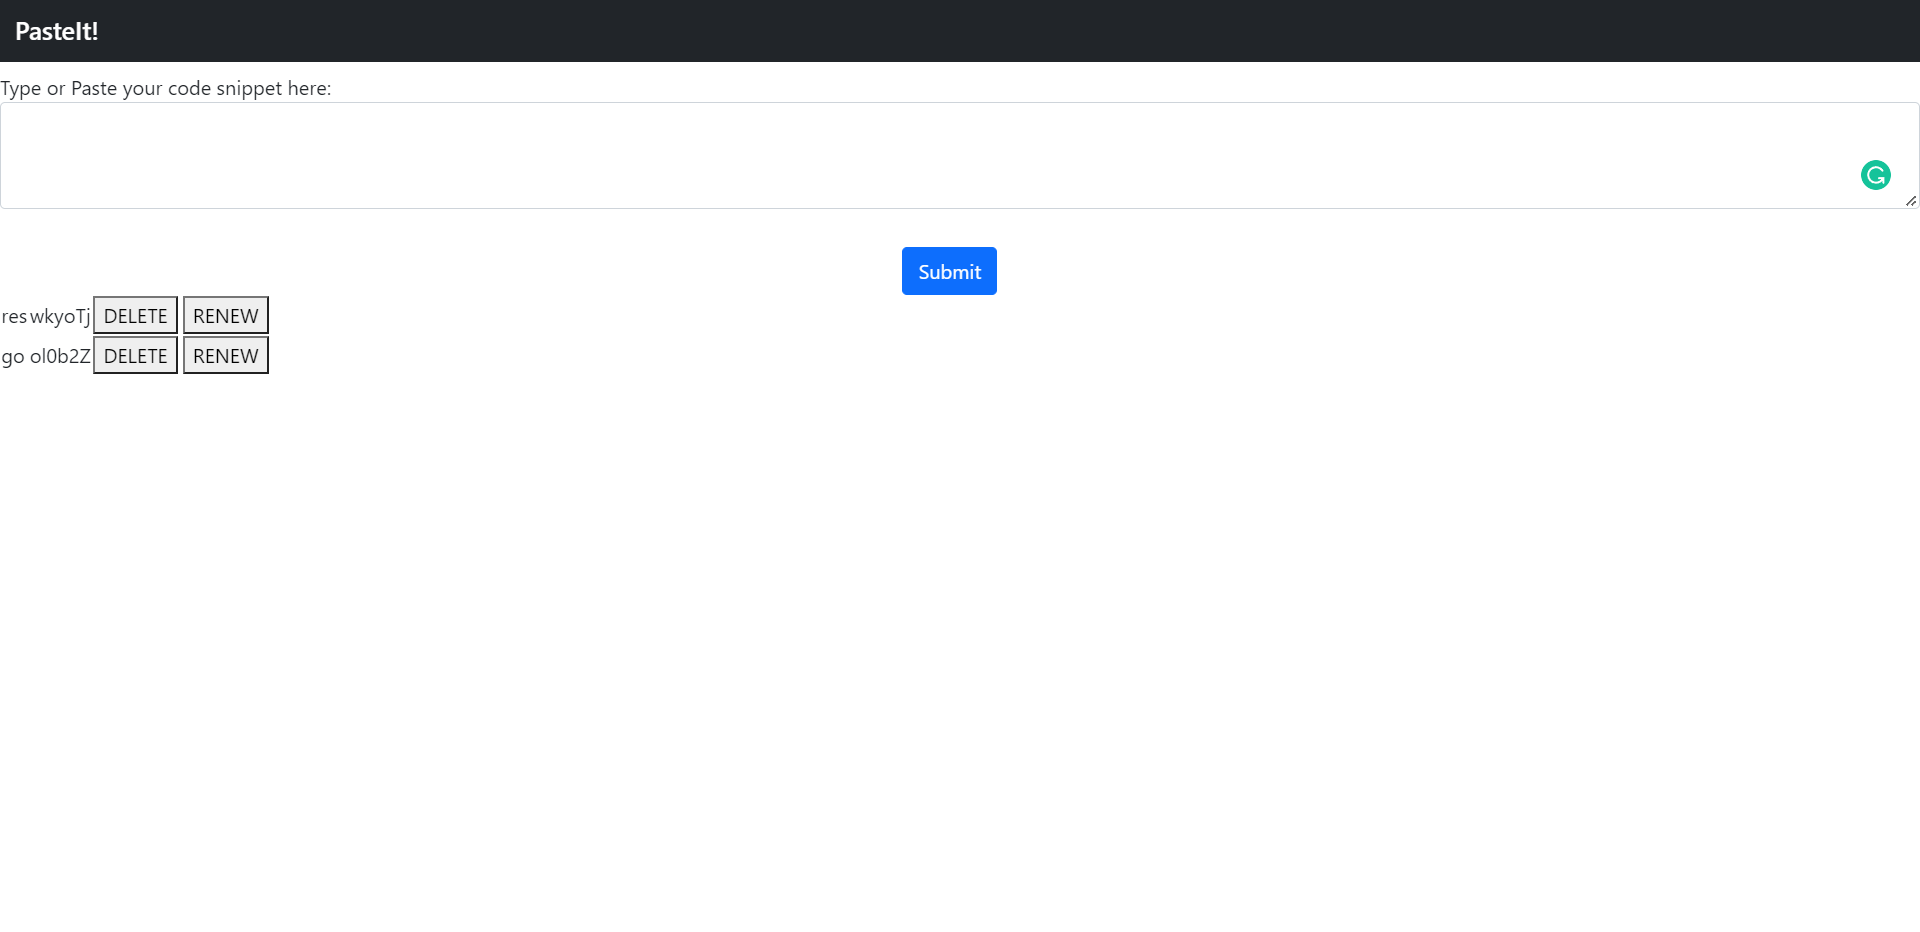 PasteIt!
Type or Paste your code snippet here:
Submit
res wkyoTj DELETE RENEW
go ol0b2Z DELETE RENEW